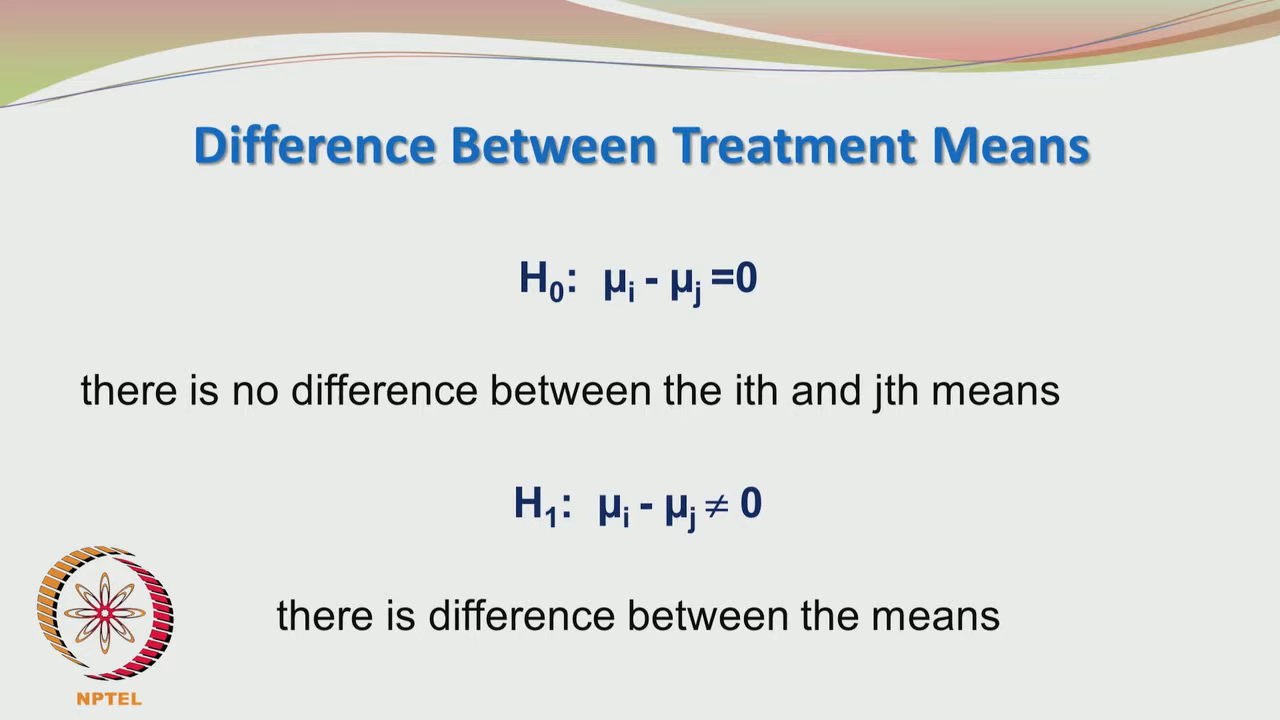 Difference Between Treatment Means
H₀: µᵢ - µⱼ =0
there is no difference between the ith and jth means
H₁: µᵢ - µⱼ ≠ 0
there is difference between the means
NPTEL